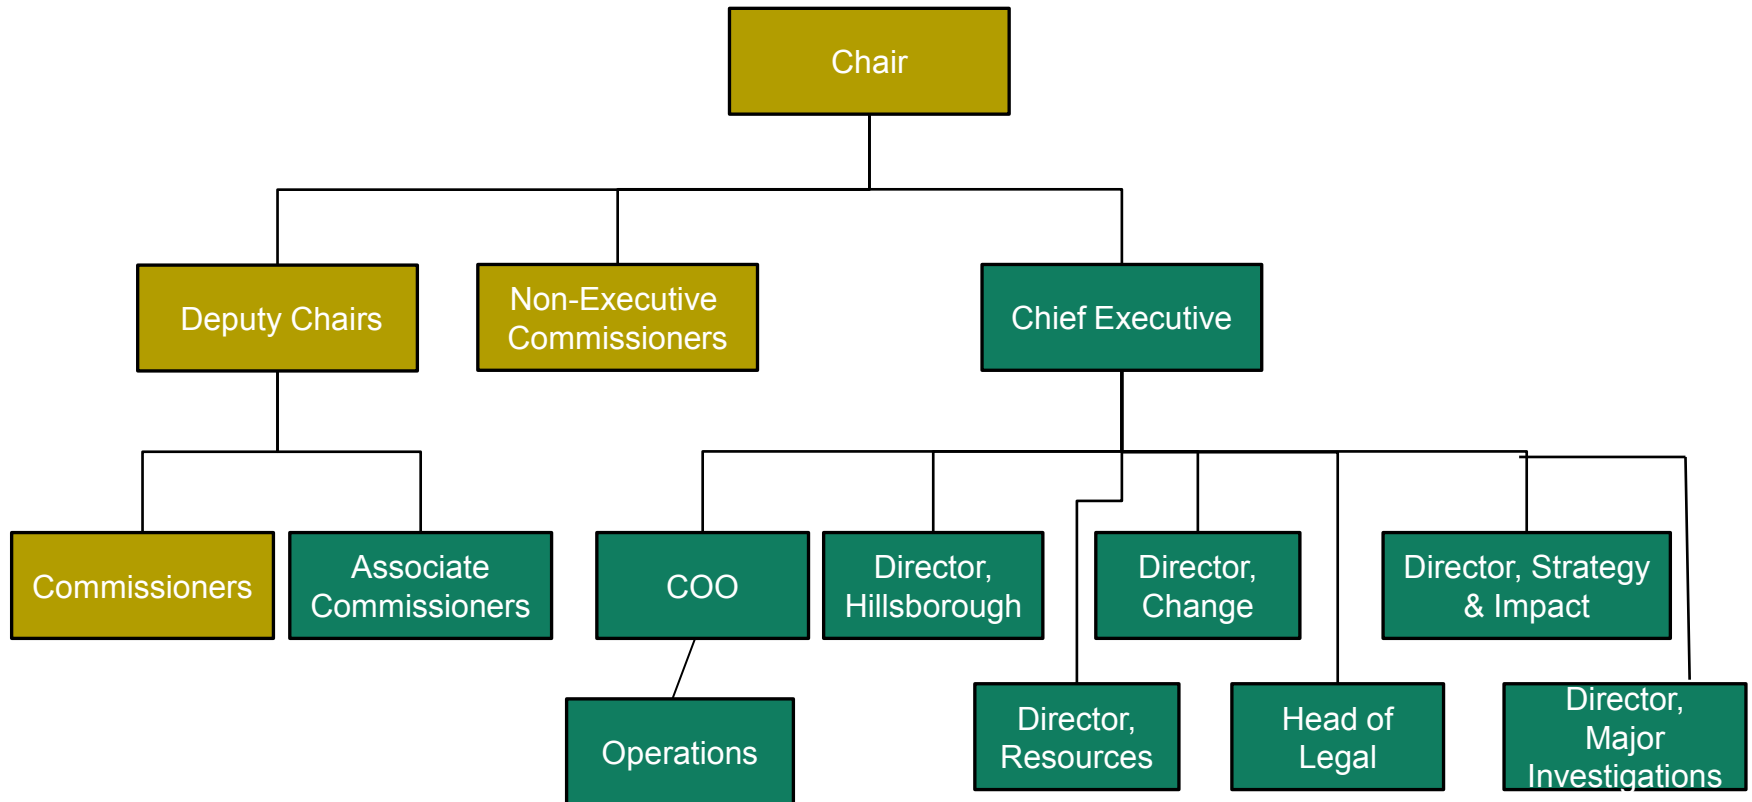 Chair
Deputy Chairs
Non-Executive
Commissioners
Chief Executive
Commissioners
Associate
Commissioners
COO
Director,
Hillsborough
Director,
Change
Director, Strategy
& Impact
Operations
Director,
Resources
Head of
Legal
Director,
Major
Investigations